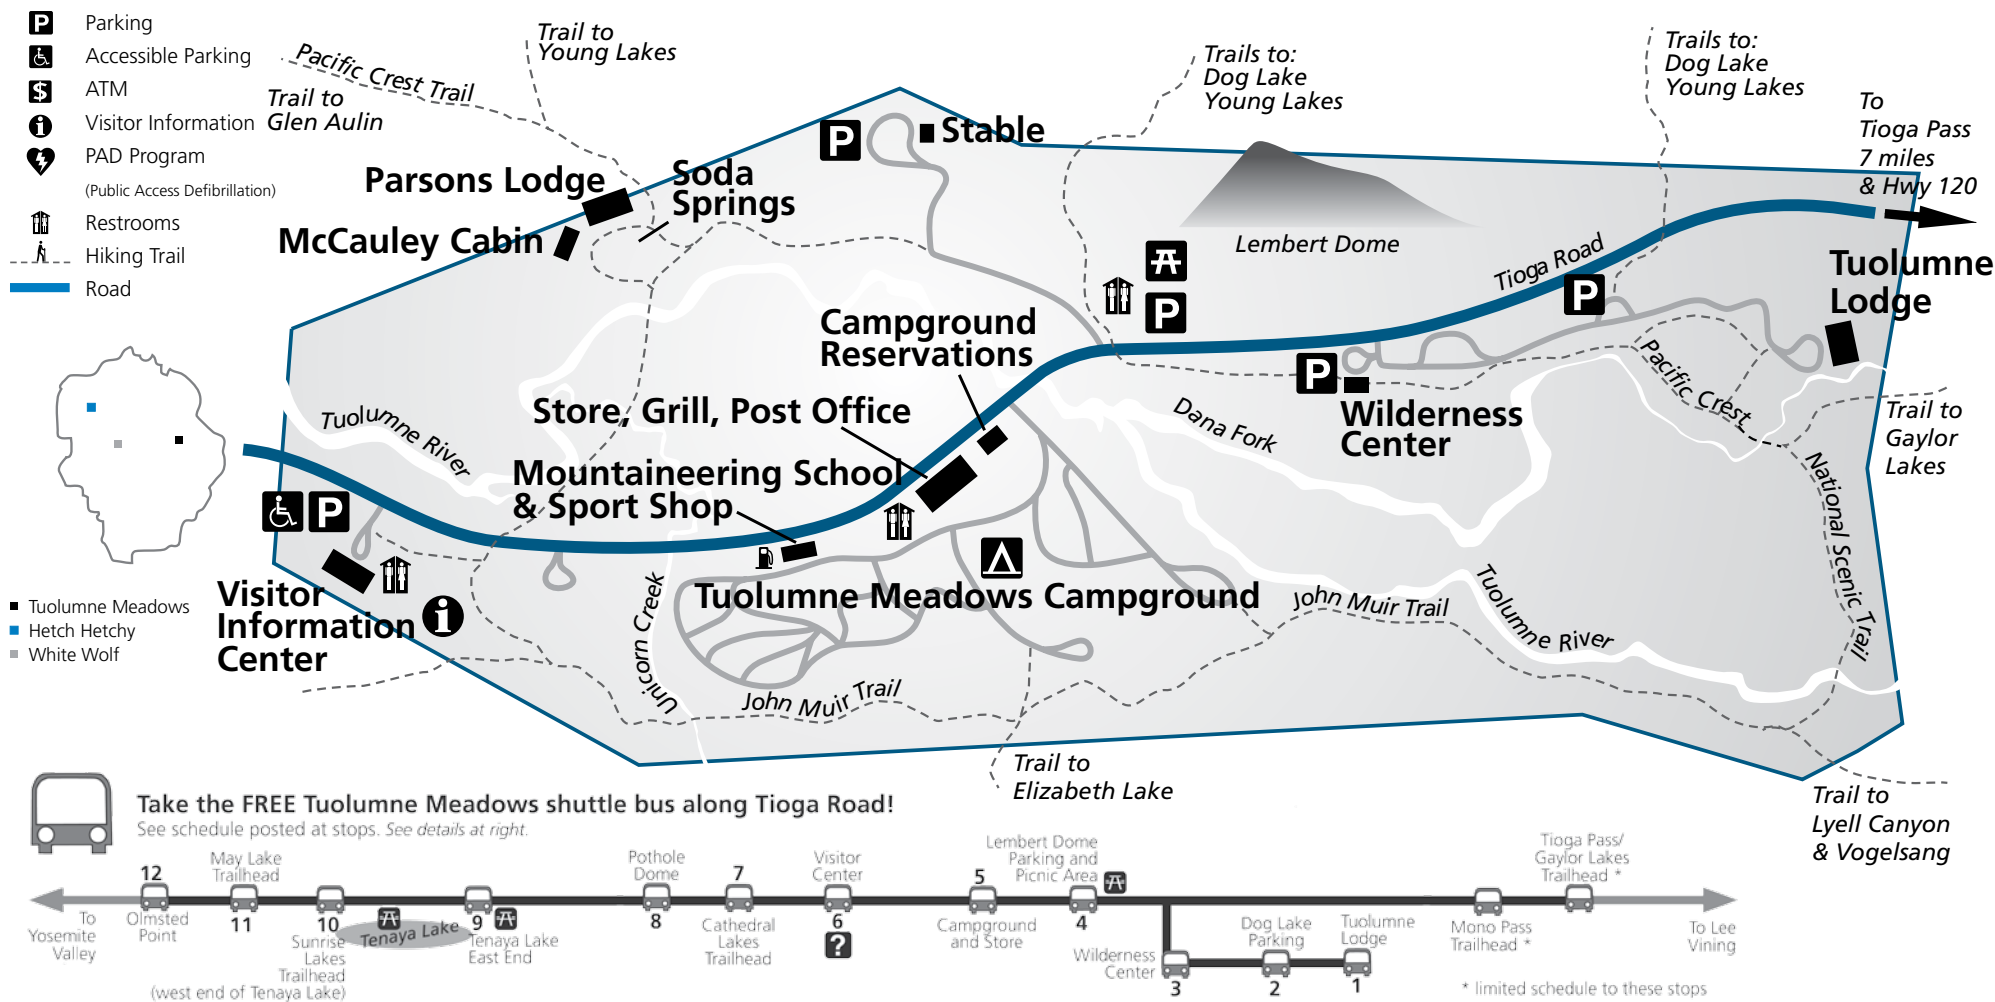 P Parking
Accessible Parking
$ ATM
i Visitor Information
PAD Program
(Public Access Defibrillation)
Restrooms
Hiking Trail
Road
Tuolumne Meadows
Hetch Hetchy
White Wolf
Pacific Crest Trail
Trail to
Glen Aulin
Trail to
Young Lakes
Trails to:
Dog Lake
Young Lakes
Trails to:
Dog Lake
Young Lakes
To
Tioga Pass
7 miles
& Hwy 120
P
Stable
Parsons Lodge
Soda
Springs
McCauley Cabin
Lembert Dome
P
Tioga Road
P
Tuolumne
Lodge
Campground
Reservations
Store, Grill, Post Office
Mountaineering School
& Sport Shop
P
Wilderness
Center
Pacific Crest
National Scenic Trail
Trail to
Gaylor
Lakes
Tuolumne River
Dana Fork
P
Visitor
Information
Center
i
Unicorn Creek
Tuolumne Meadows Campground
John Muir Trail
John Muir Trail
Tuolumne River
Trail to
Elizabeth Lake
Trail to
Lyell Canyon
& Vogelsang
Take the FREE Tuolumne Meadows shuttle bus along Tioga Road!
See schedule posted at stops. See details at right.
To
Yosemite
Valley
12
Olmsted
Point
May Lake
Trailhead
11
10
Sunrise
Lakes
Trailhead
(west end of Tenaya Lake)
Tenaya Lake
9
Tenaya Lake
East End
Pothole
Dome
8
7
Cathedral
Lakes
Trailhead
Visitor
Center
6
?
5
Campground
and Store
Lembert Dome
Parking and
Picnic Area
4
Wilderness
Center
3
Dog Lake
Parking
2
Tuolumne
Lodge
1
Mono Pass
Trailhead *
Tioga Pass/
Gaylor Lakes
Trailhead *
To Lee
Vining
* limited schedule to these stops